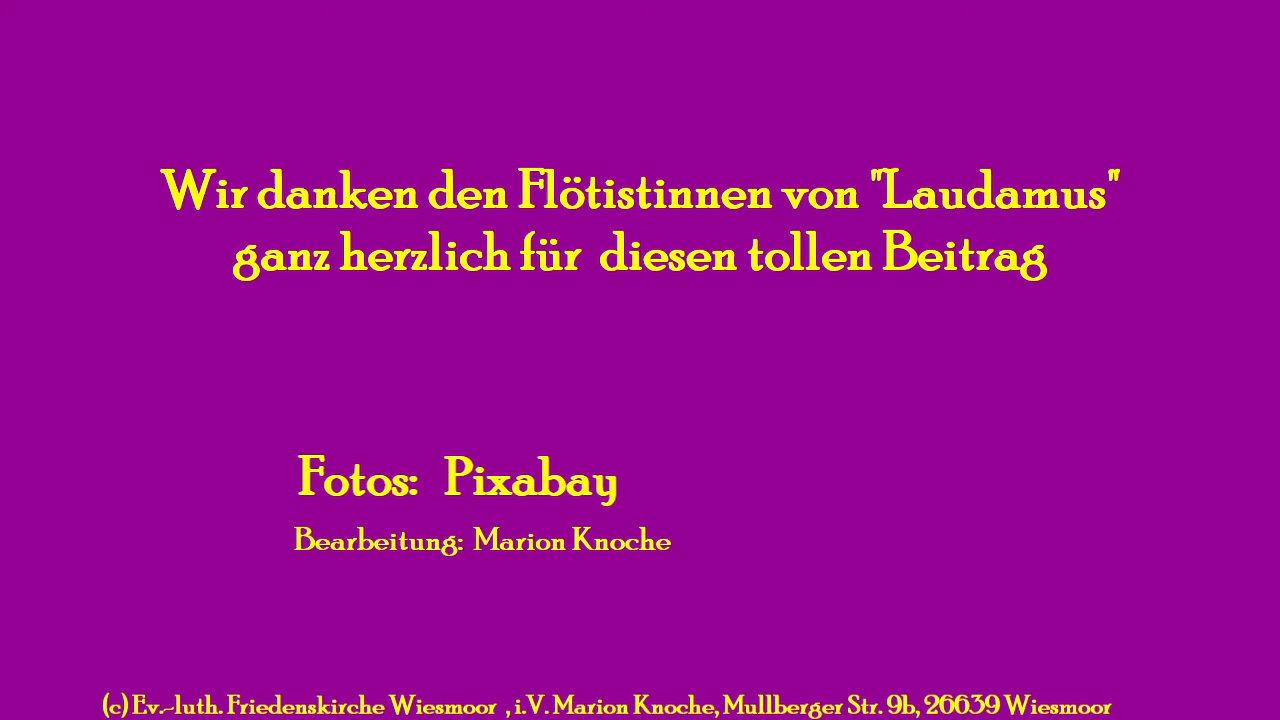 Wir danken den Flötistinnen von "Laudamus"
ganz herzlich für diesen tollen Beitrag
Fotos: Pixabay
Bearbeitung: Marion Knoche
(c) Ev.-luth. Friedenskirche Wiesmoor , i.V. Marion Knoche, Mullberger Str. 9b, 26639 Wiesmoor